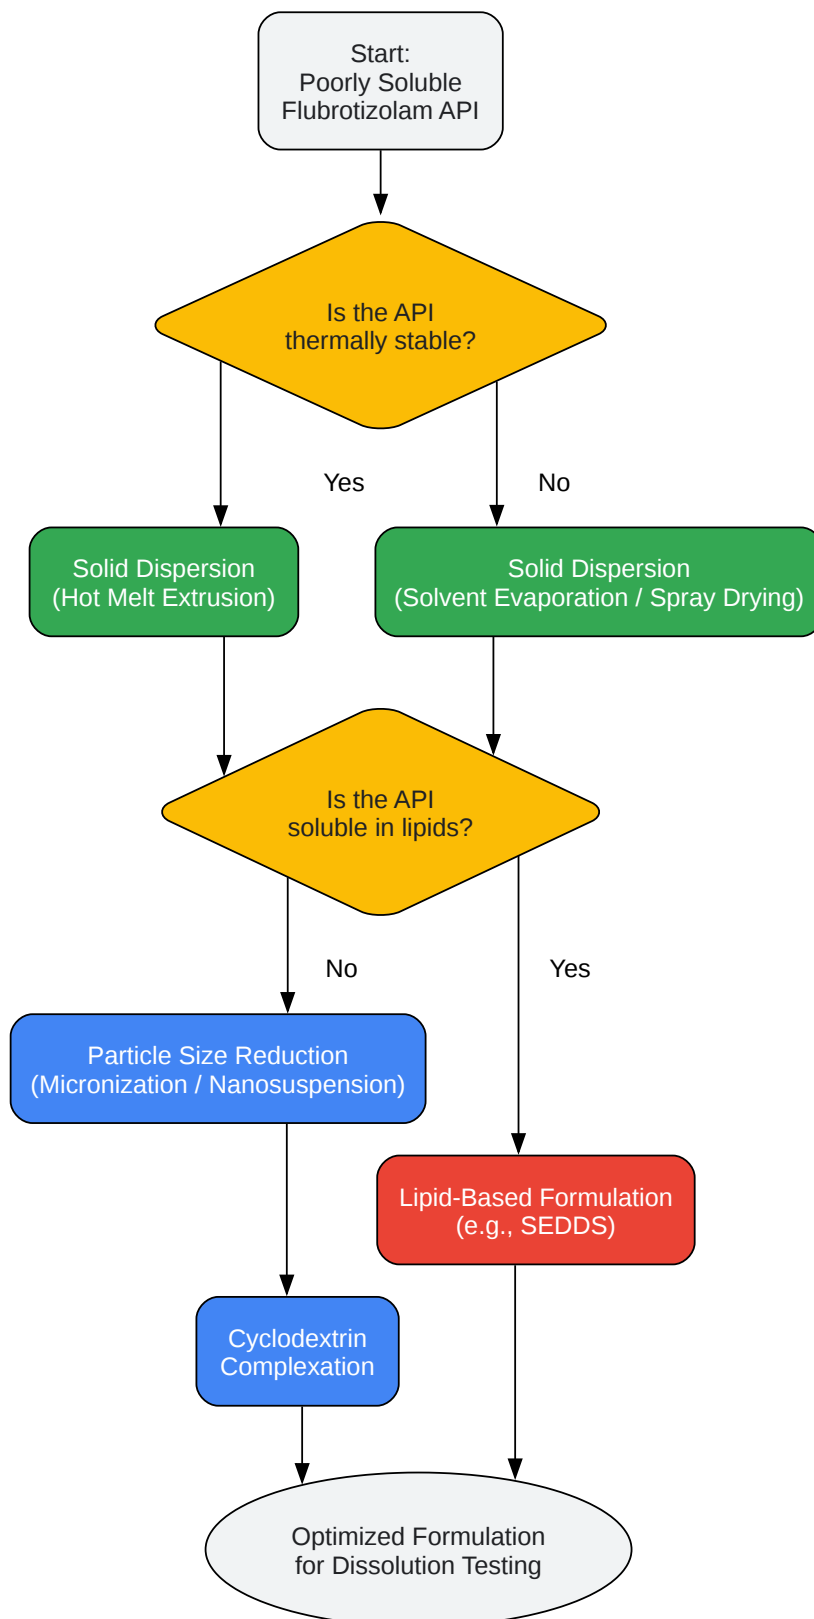 Start:
Poorly Soluble
Flubrotizolam API
Is the API
thermally stable?
Yes
No
Solid Dispersion
(Hot Melt Extrusion)
Solid Dispersion
(Solvent Evaporation / Spray Drying)
Is the API
soluble in lipids?
No
Yes
Particle Size Reduction
(Micronization / Nanosuspension)
Lipid-Based Formulation
(e.g., SEDDS)
Cyclodextrin
Complexation
Optimized Formulation
for Dissolution Testing